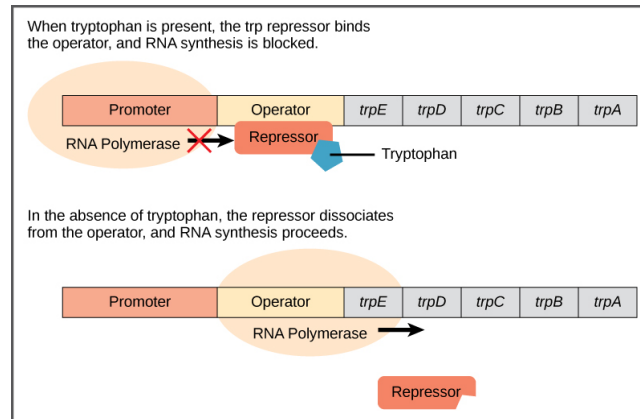 When tryptophan is present, the trp repressor binds
the operator, and RNA synthesis is blocked.
Promoter Operator trpE trpD trpC trpB trpA
RNA Polymerase Repressor
Tryptophan
In the absence of tryptophan, the repressor dissociates
from the operator, and RNA synthesis proceeds.
Promoter Operator trpE trpD trpC trpB trpA
RNA Polymerase
Repressor